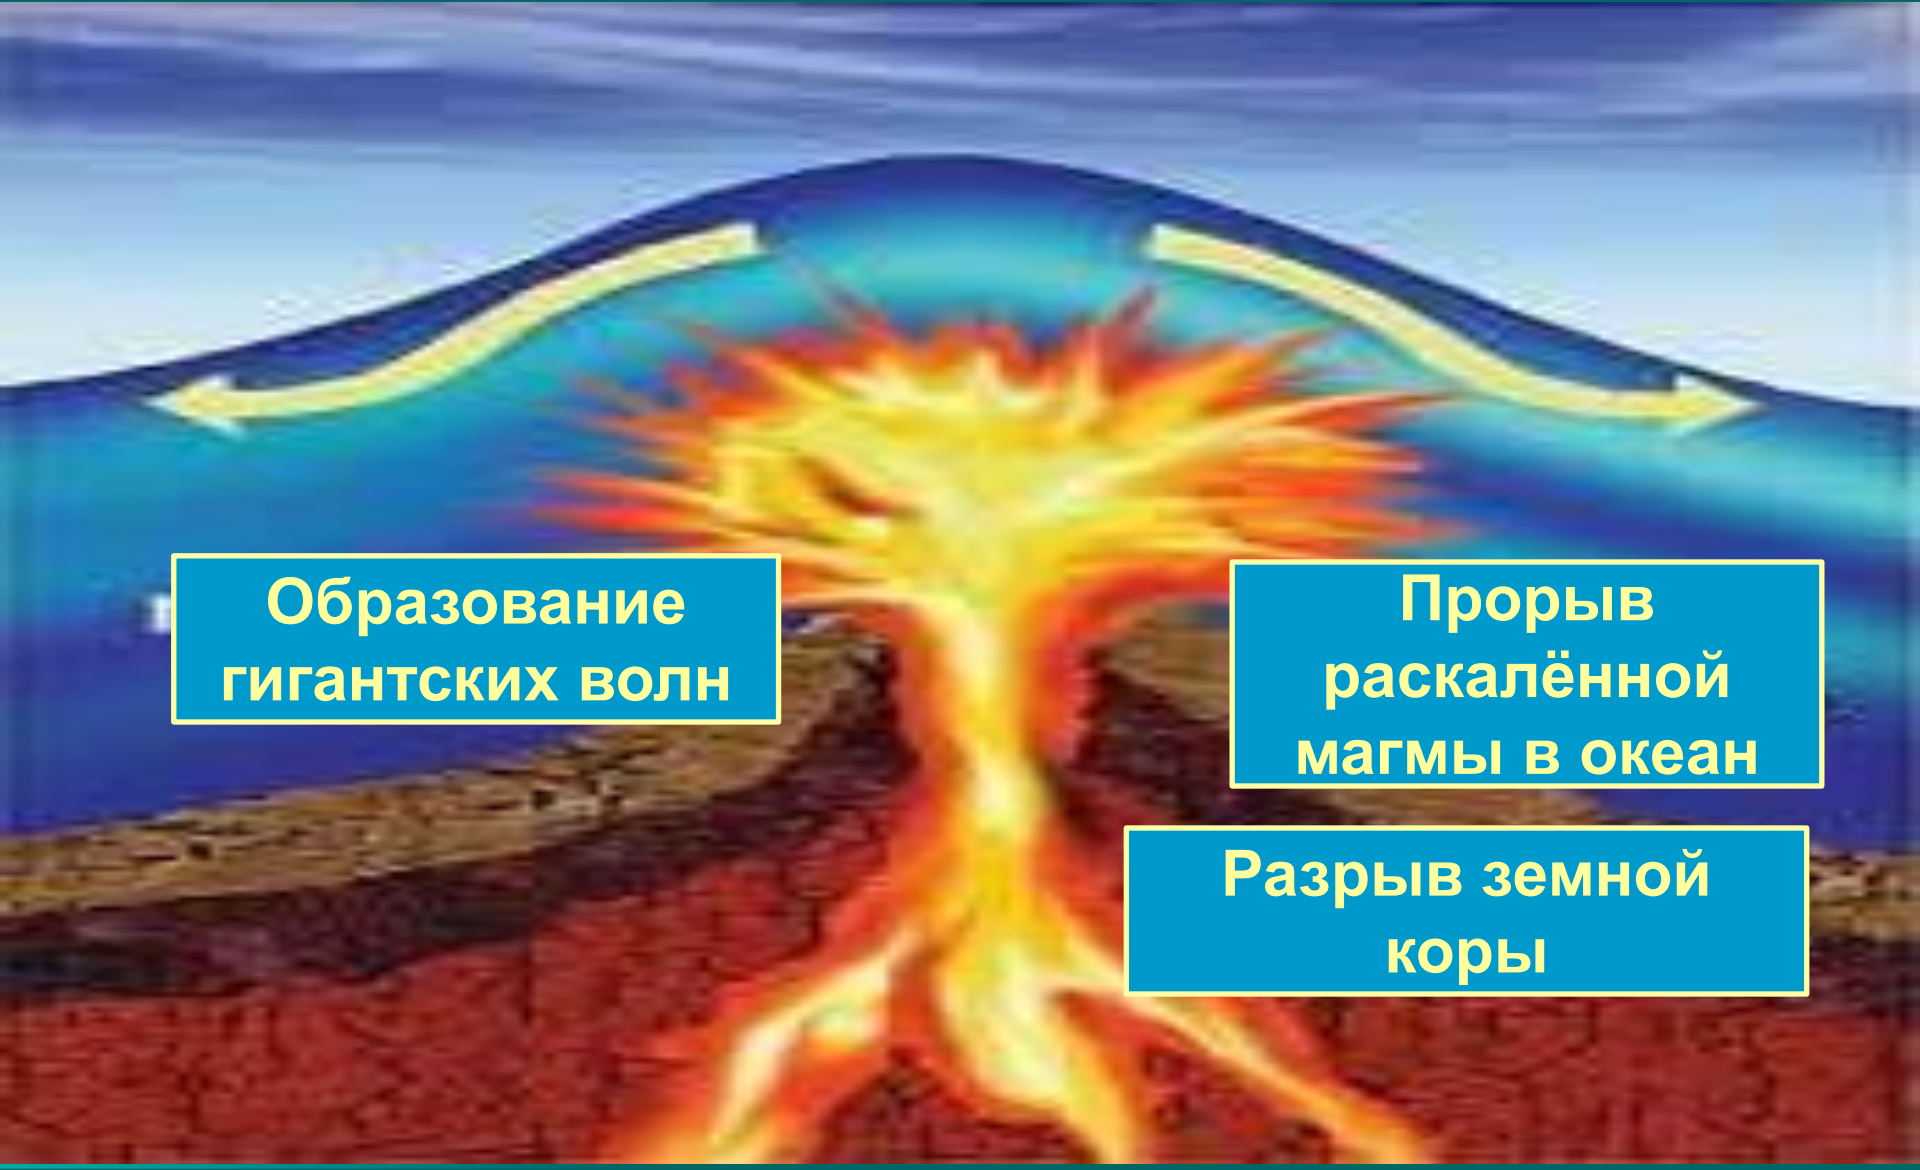 Образование
гигантских волн
Прорыв
раскалённой
магмы в океан
Разрыв земной
коры